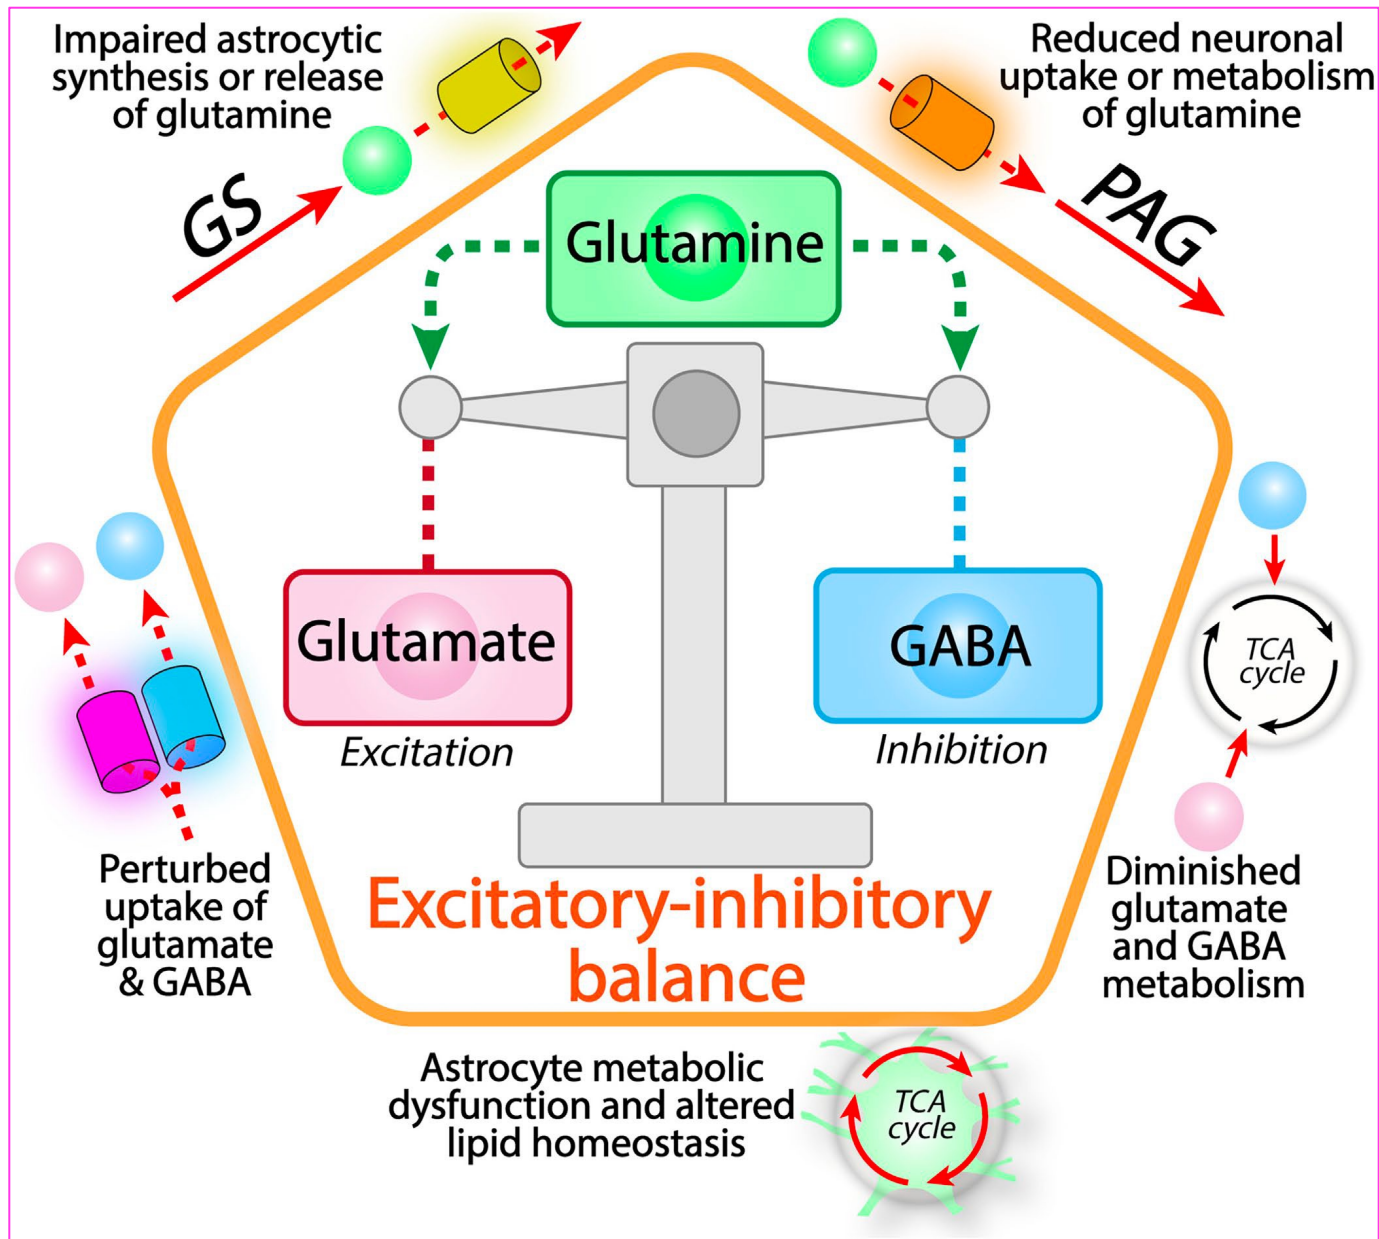 Impaired astrocytic
synthesis or release
of glutamine
GS
Reduced neuronal
uptake or metabolism
of glutamine
PAG
Glutamine
Glutamate
Excitation
GABA
Inhibition
TCA
cycle
Perturbed
uptake of
glutamate
& GABA
Excitatory-inhibitory
balance
Diminished
glutamate
and GABA
metabolism
Astrocyte metabolic
dysfunction and altered
lipid homeostasis
TCA
cycle